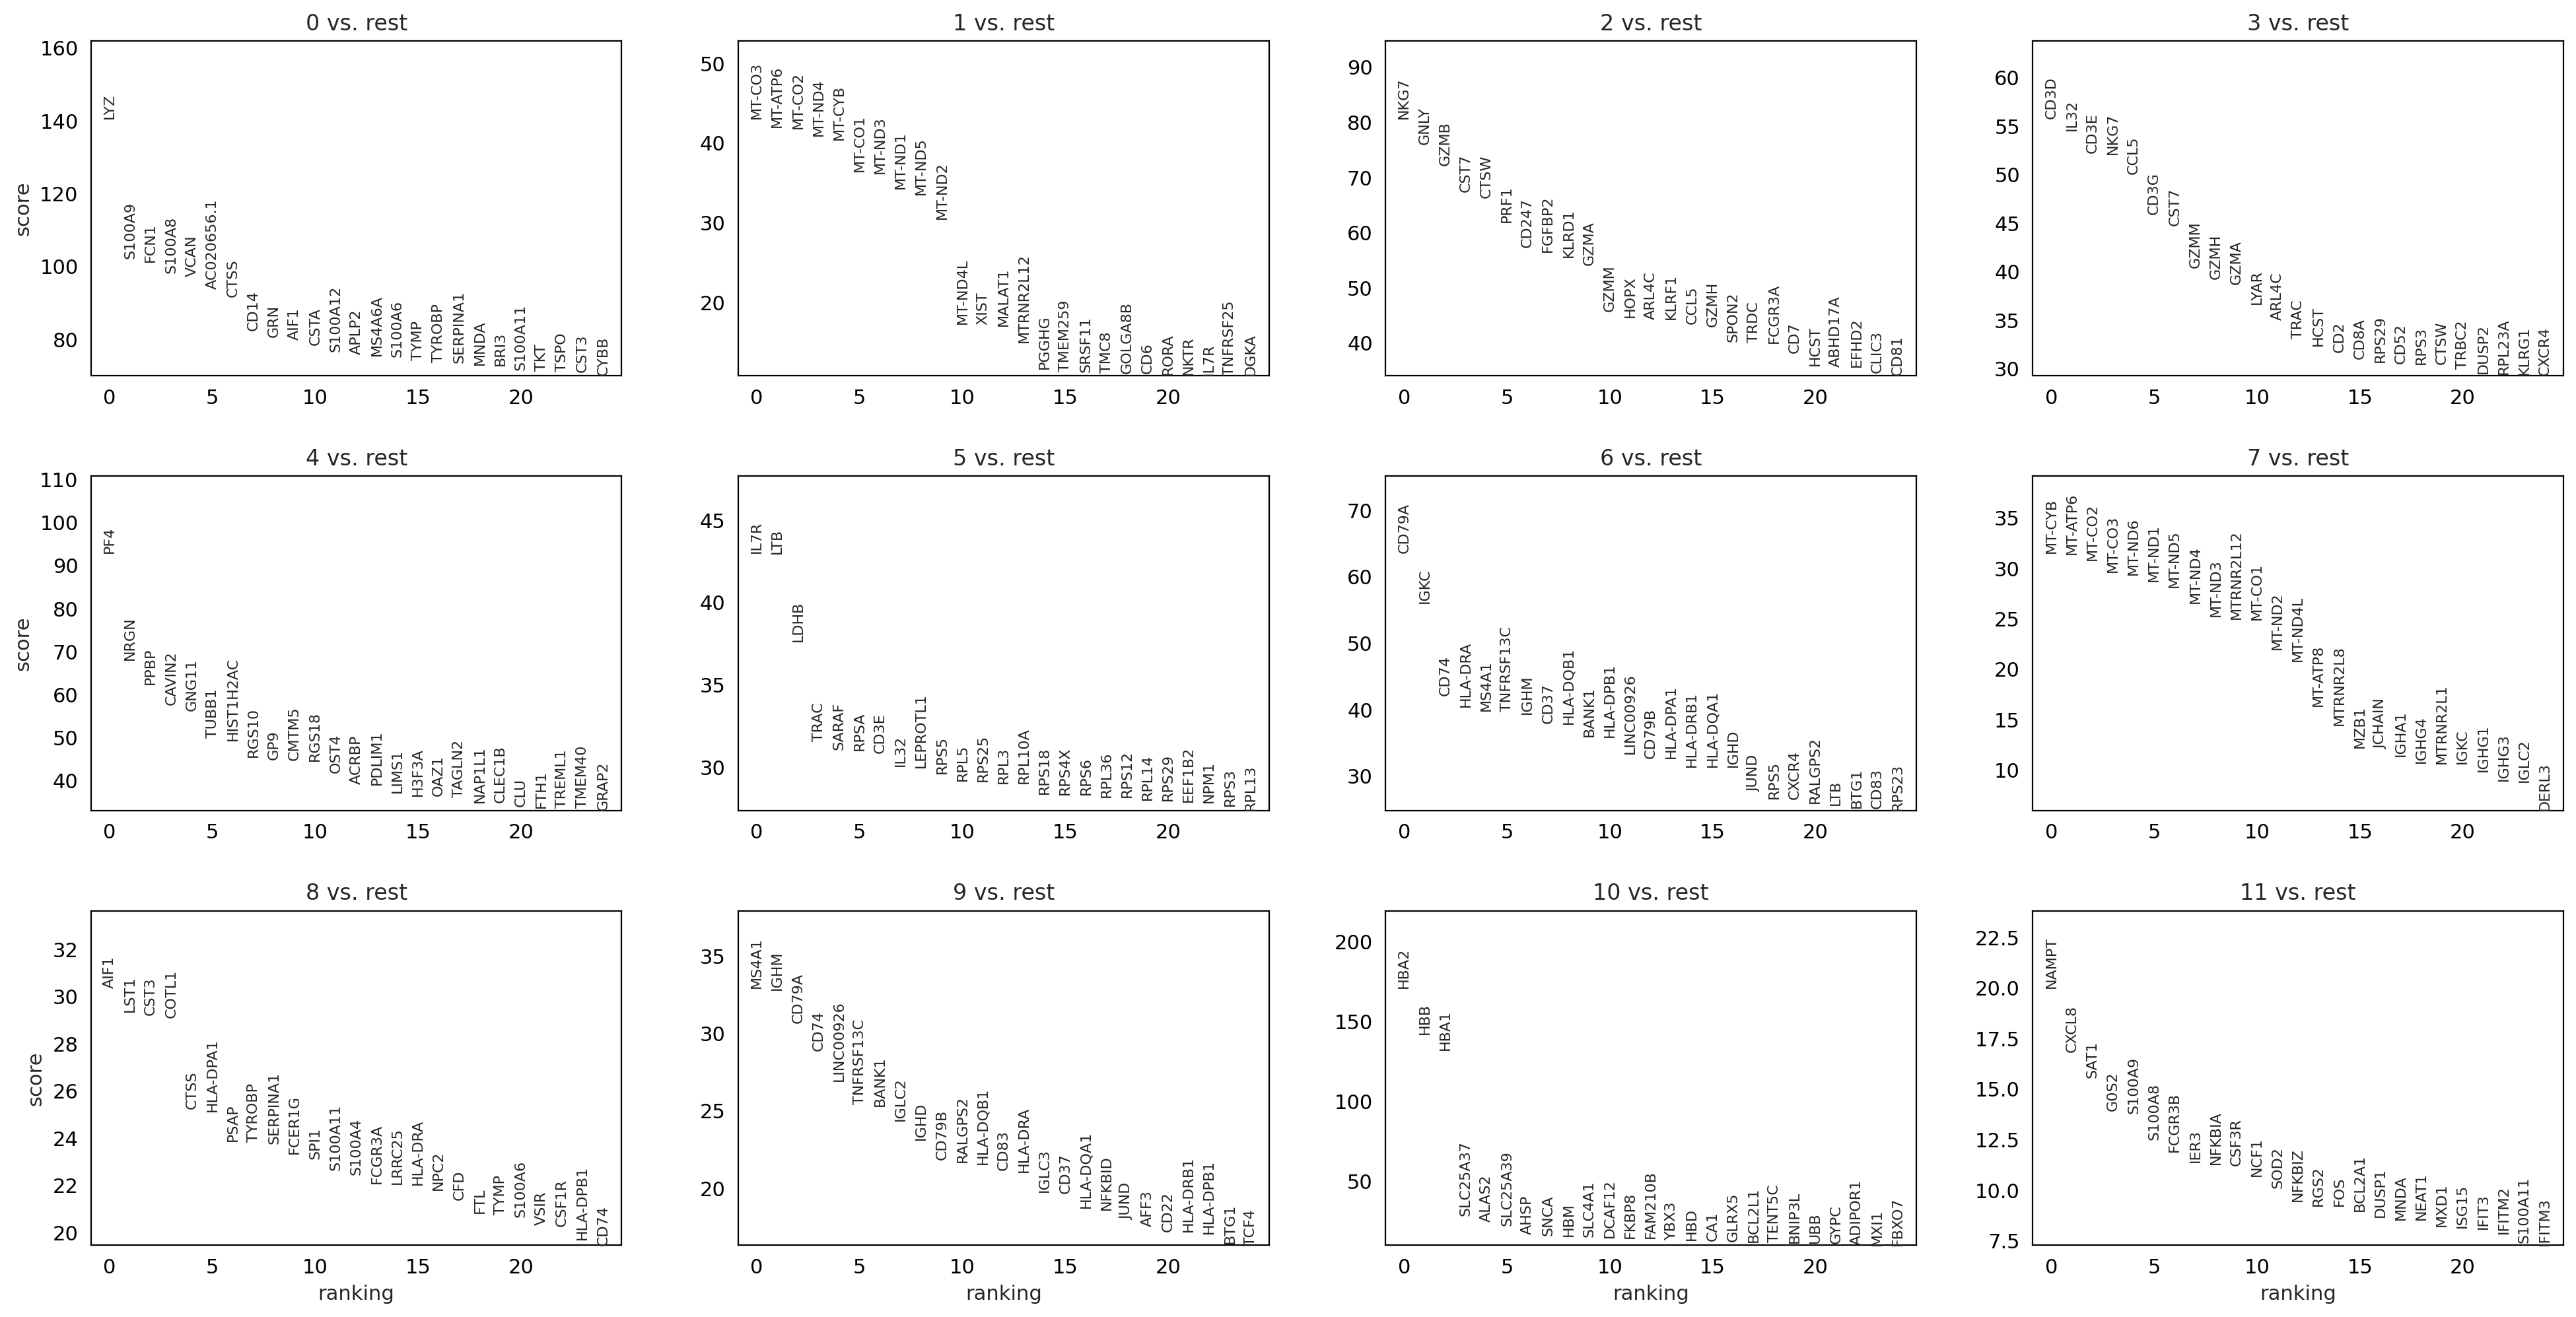 0 vs. rest
score
160
140
120
100
80
LYZ
S100A9
FCN1
S100A8
VCAN
AC020656.1
CTSS
CD14
GRN
AIF1
CSTA
S100A12
APLP2
MS4A6A
S100A6
TYMP
TYROBP
SERPINA1
MNDA
BRI3
S100A11
TKT
TSPO
CST3
CYBB
0 5 10 15 20
1 vs. rest
50
40
30
20
MT-CO3
MT-ATP6
MT-CO2
MT-ND4
MT-CYB
MT-CO1
MT-ND3
MT-ND1
MT-ND5
MT-ND2
MT-ND4L
XIST
MALAT1
MTRNR2L12
PGGHG
TMEM259
SRSF11
TMC8
GOLGA8B
CD6
RORA
NKTR
IL7R
TNFRSF25
DGKA
0 5 10 15 20
2 vs. rest
90
80
70
60
50
40
NKG7
GNLY
GZMB
CST7
CTSW
PRF1
CD247
FGFBP2
KLRD1
GZMA
GZMM
HOPX
ARL4C
KLRF1
CCL5
GZMH
SPON2
TRDC
FCGR3A
CD7
HCST
ABHD17A
EFHD2
CLIC3
CD81
0 5 10 15 20
3 vs. rest
60
55
50
45
40
35
30
CD3D
IL32
CD3E
NKG7
CCL5
CD3G
CST7
GZMM
GZMH
GZMA
LYAR
ARL4C
TRAC
HCST
CD2
CD8A
RPS29
CD52
RPS3
CTSW
TRBC2
DUSP2
RPL23A
KLRG1
CXCR4
0 5 10 15 20
4 vs. rest
score
110
100
90
80
70
60
50
40
PF4
NRGN
PPBP
CAVIN2
GNG11
TUBB1
HIST1H2AC
RGS10
GP9
CMTM5
RGS18
OST4
ACRBP
PDLIM1
LIMS1
H3F3A
OAZ1
TAGLN2
NAP1L1
CLEC1B
CLU
FTH1
TREML1
TMEM40
GRAP2
0 5 10 15 20
5 vs. rest
45
40
35
30
IL7R
LTB
LDHB
TRAC
SARAF
RPSA
CD3E
IL32
LEPROTL1
RPS5
RPL5
RPS25
RPL3
RPL10A
RPS18
RPS4X
RPS6
RPL36
RPS12
RPL14
RPS29
EEF1B2
NPM1
RPS3
RPL13
0 5 10 15 20
6 vs. rest
70
60
50
40
30
CD79A
IGKC
CD74
HLA-DRA
MS4A1
TNFRSF13C
IGHM
CD37
HLA-DQB1
BANK1
HLA-DPB1
LINC00926
CD79B
HLA-DPA1
HLA-DRB1
HLA-DQA1
IGHD
JUND
RPS5
CXCR4
RALGPS2
LTB
BTG1
CD83
RPS23
0 5 10 15 20
7 vs. rest
35
30
25
20
15
10
MT-CYB
MT-ATP6
MT-CO2
MT-CO3
MT-ND6
MT-ND1
MT-ND5
MT-ND4
MT-ND3
MTRNR2L12
MT-CO1
MT-ND2
MT-ND4L
MT-ATP8
MTRNR2L8
MZB1
JCHAIN
IGHA1
IGHG4
MTRNR2L1
IGKC
IGHG1
IGHG3
IGLC2
DERL3
0 5 10 15 20
8 vs. rest
score
32
30
28
26
24
22
20
AIF1
LST1
CST3
COTL1
CTSS
HLA-DPA1
PSAP
TYROBP
SERPINA1
FCER1G
SPI1
S100A11
S100A4
FCGR3A
LRRC25
HLA-DRA
NPC2
CFD
FTL
TYMP
S100A6
VSIR
CSF1R
HLA-DPB1
CD74
0 5 10 15 20
ranking
9 vs. rest
35
30
25
20
MS4A1
IGHM
CD79A
CD74
LINC00926
TNFRSF13C
BANK1
IGLC2
IGHD
CD79B
RALGPS2
HLA-DQB1
CD83
HLA-DRA
IGLC3
CD37
HLA-DQA1
NFKBID
JUND
AFF3
CD22
HLA-DRB1
HLA-DPB1
BTG1
TCF4
0 5 10 15 20
ranking
10 vs. rest
200
150
100
50
HBA2
HBB
HBA1
SLC25A37
ALAS2
SLC25A39
AHSP
SNCA
HBM
SLC4A1
DCAF12
FKBP8
FAM210B
YBX3
HBD
CA1
GLRX5
BCL2L1
TENT5C
BNIP3L
UBB
GYPC
ADIPOR1
MXI1
FBXO7
0 5 10 15 20
ranking
11 vs. rest
22.5
20.0
17.5
15.0
12.5
10.0
7.5
NAMPT
CXCL8
SAT1
G0S2
S100A9
S100A8
FCGR3B
IER3
NFKBIA
CSF3R
NCF1
SOD2
NFKBIZ
RGS2
FOS
BCL2A1
DUSP1
MNDA
NEAT1
MXD1
ISG15
IFIT3
IFITM2
S100A11
IFITM3
0 5 10 15 20
ranking